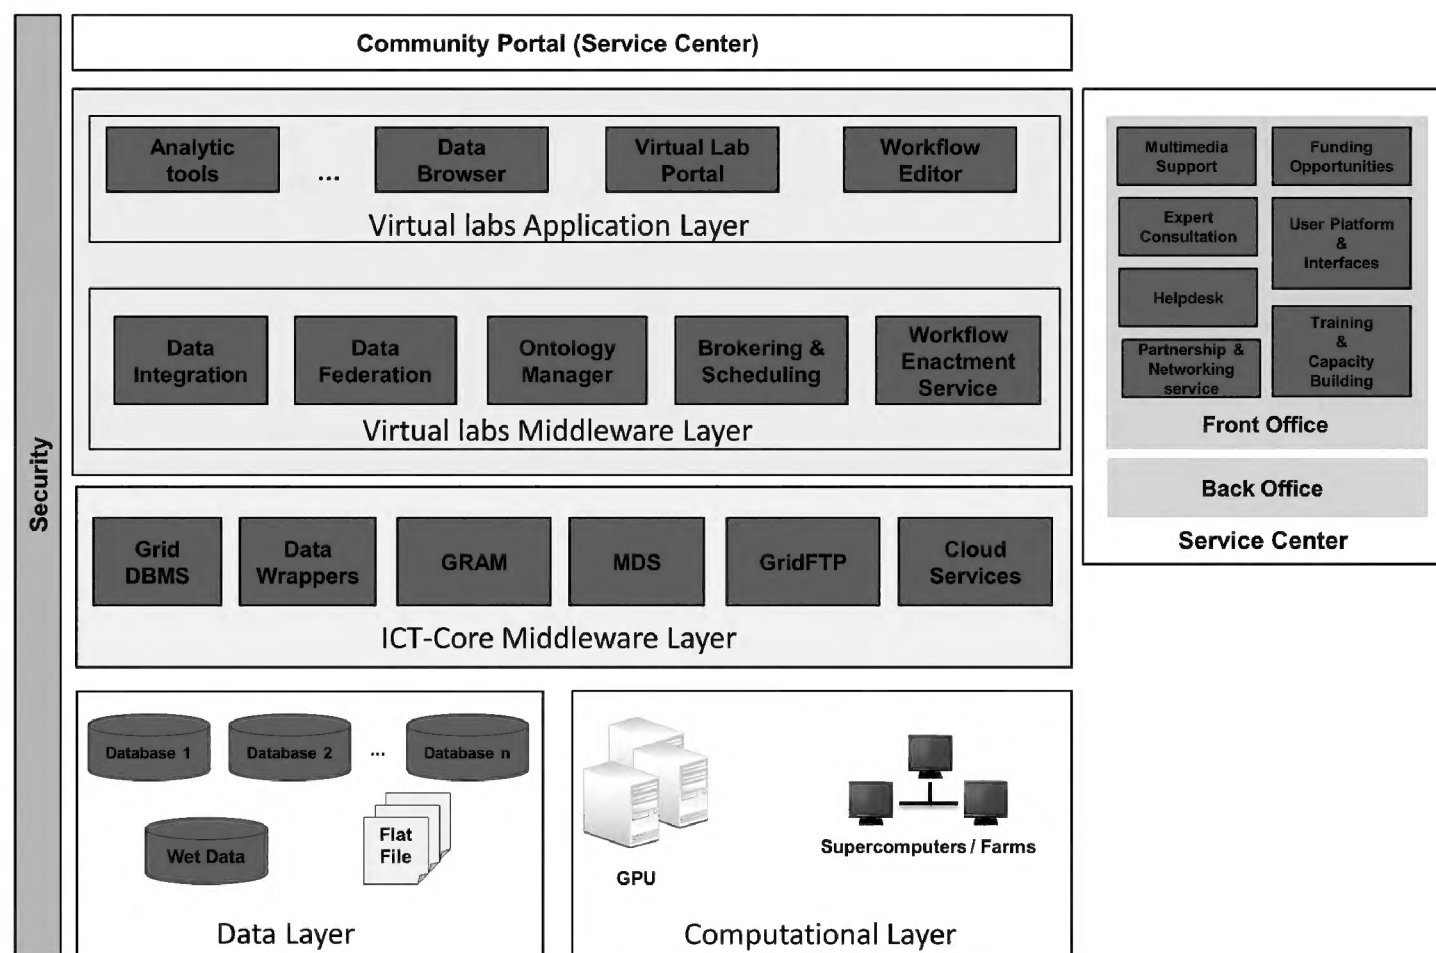 Security
Community Portal (Service Center)
Analytic
tools
...
Data
Browser
Virtual Lab
Portal
Workflow
Editor
Virtual labs Application Layer
Data
Integration
Data
Federation
Ontology
Manager
Brokering &
Scheduling
Workflow
Enactment
Service
Virtual labs Middleware Layer
Grid
DBMS
Data
Wrappers
GRAM
MDS
GridFTP
Cloud
Services
ICT-Core Middleware Layer
Database 1
Database 2
...
Database n
Wet Data
Flat
File
Data Layer
GPU
Supercomputers / Farms
Computational Layer
Multimedia
Support
Funding
Opportunities
Expert
Consultation
User Platform
&
Interfaces
Helpdesk
Training
&
Capacity
Building
Partnership &
Networking
service
Front Office
Back Office
Service Center